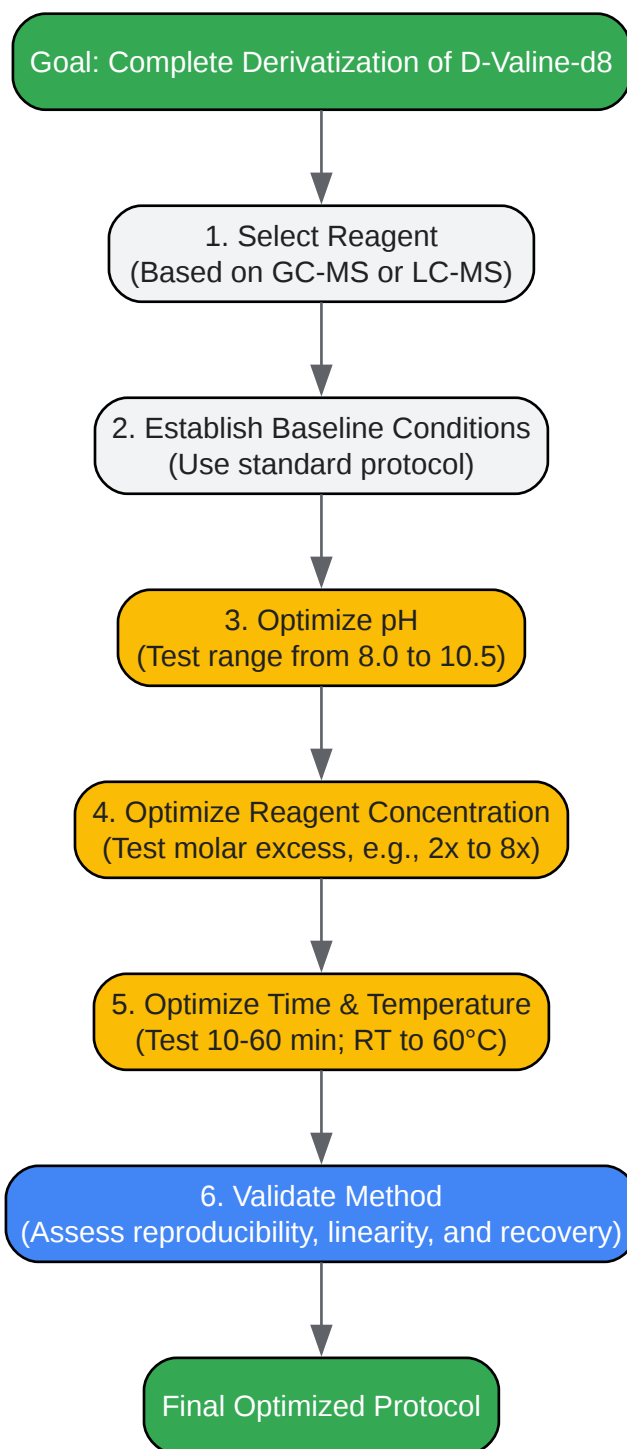 Goal: Complete Derivatization of D-Valine-d8
1. Select Reagent
(Based on GC-MS or LC-MS)
2. Establish Baseline Conditions
(Use standard protocol)
3. Optimize pH
(Test range from 8.0 to 10.5)
4. Optimize Reagent Concentration
(Test molar excess, e.g., 2x to 8x)
5. Optimize Time & Temperature
(Test 10-60 min; RT to 60°C)
6. Validate Method
(Assess reproducibility, linearity, and recovery)
Final Optimized Protocol